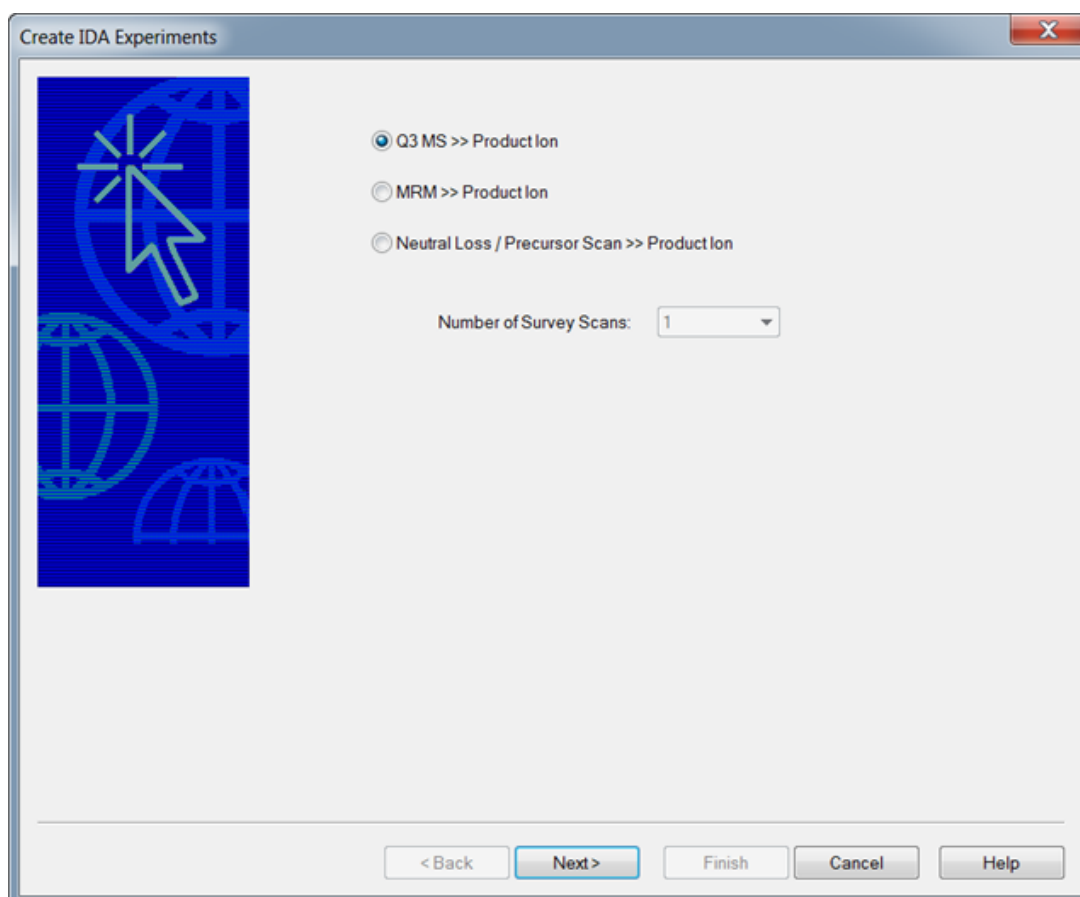 Create IDA Experiments
Q3 MS >> Product Ion
MRM >> Product Ion
Neutral Loss / Precursor Scan >> Product Ion
Number of Survey Scans: 1
< Back Next > Finish Cancel Help